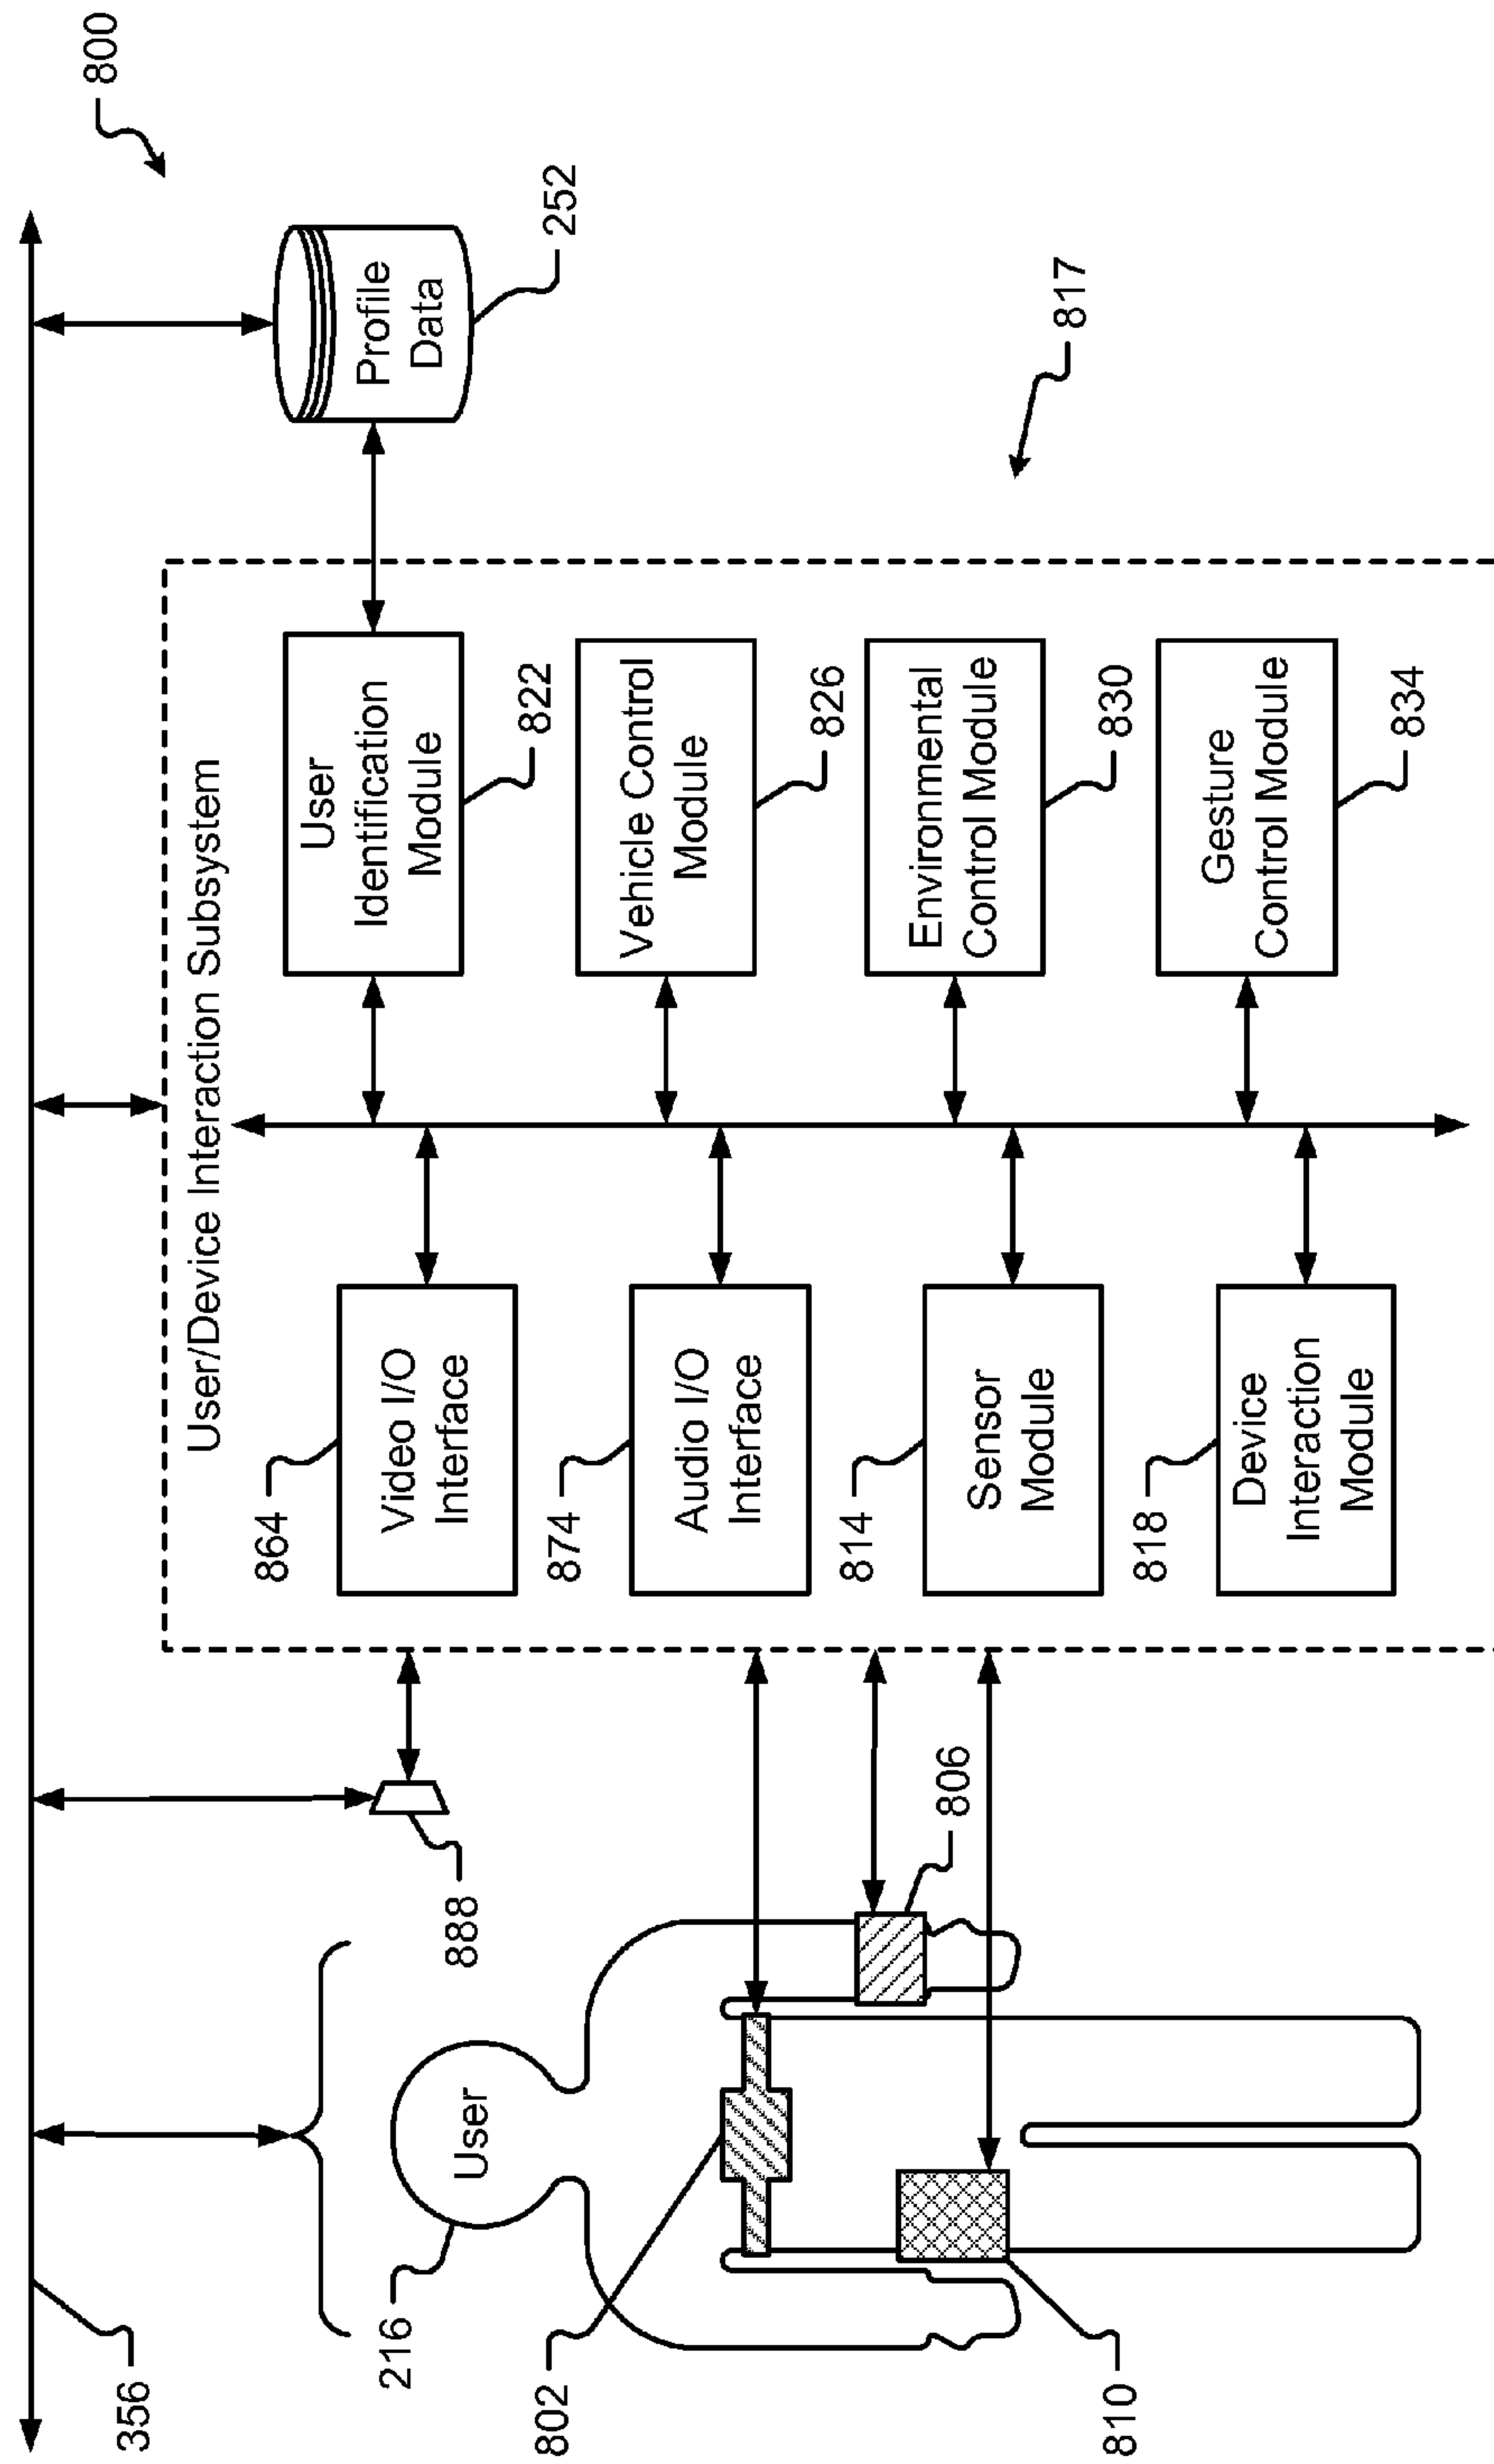 800
356
Profile
Data
252
817
User/Device Interaction Subsystem
888
User
216
802
806
810
864
Video I/O
Interface
874
Audio I/O
Interface
814
Sensor
Module
818
Device
Interaction
Module
User
Identification
Module
822
Vehicle Control
Module
826
Environmental
Control Module
830
Gesture
Control Module
834